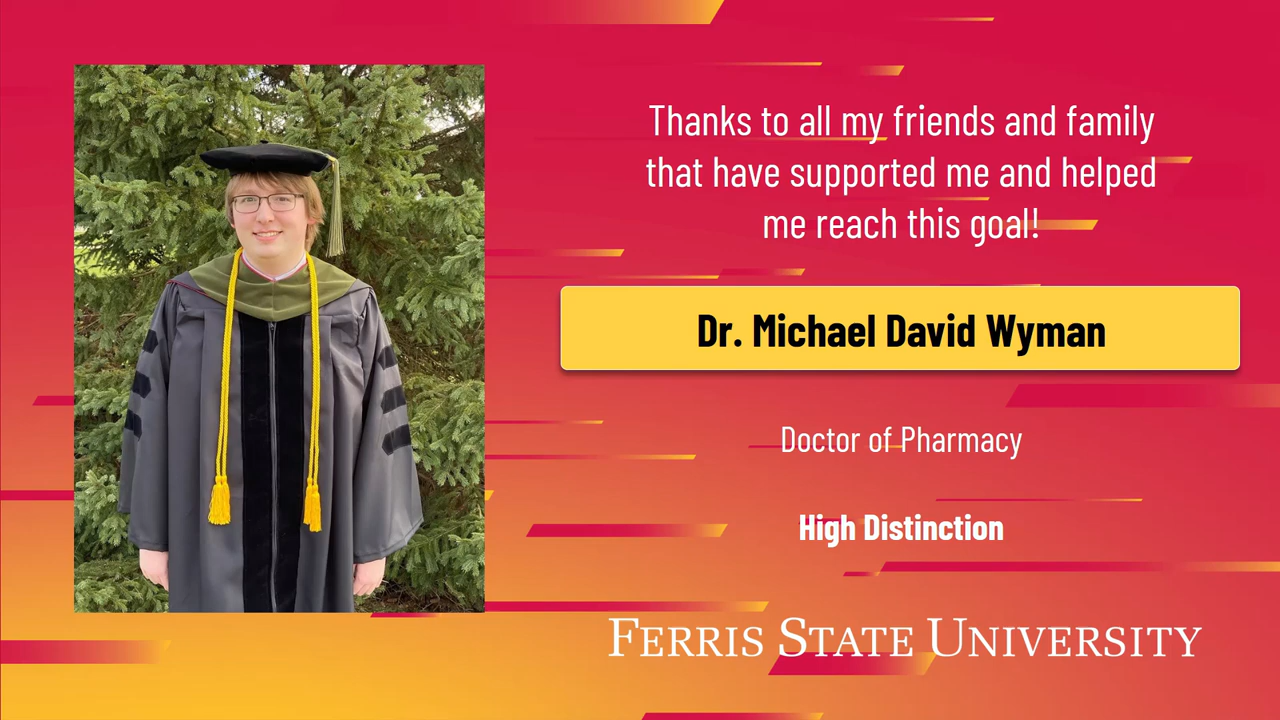 Thanks to all my friends and family
that have supported me and helped
me reach this goal!
Dr. Michael David Wyman
Doctor of Pharmacy
High Distinction
FERRIS STATE UNIVERSITY